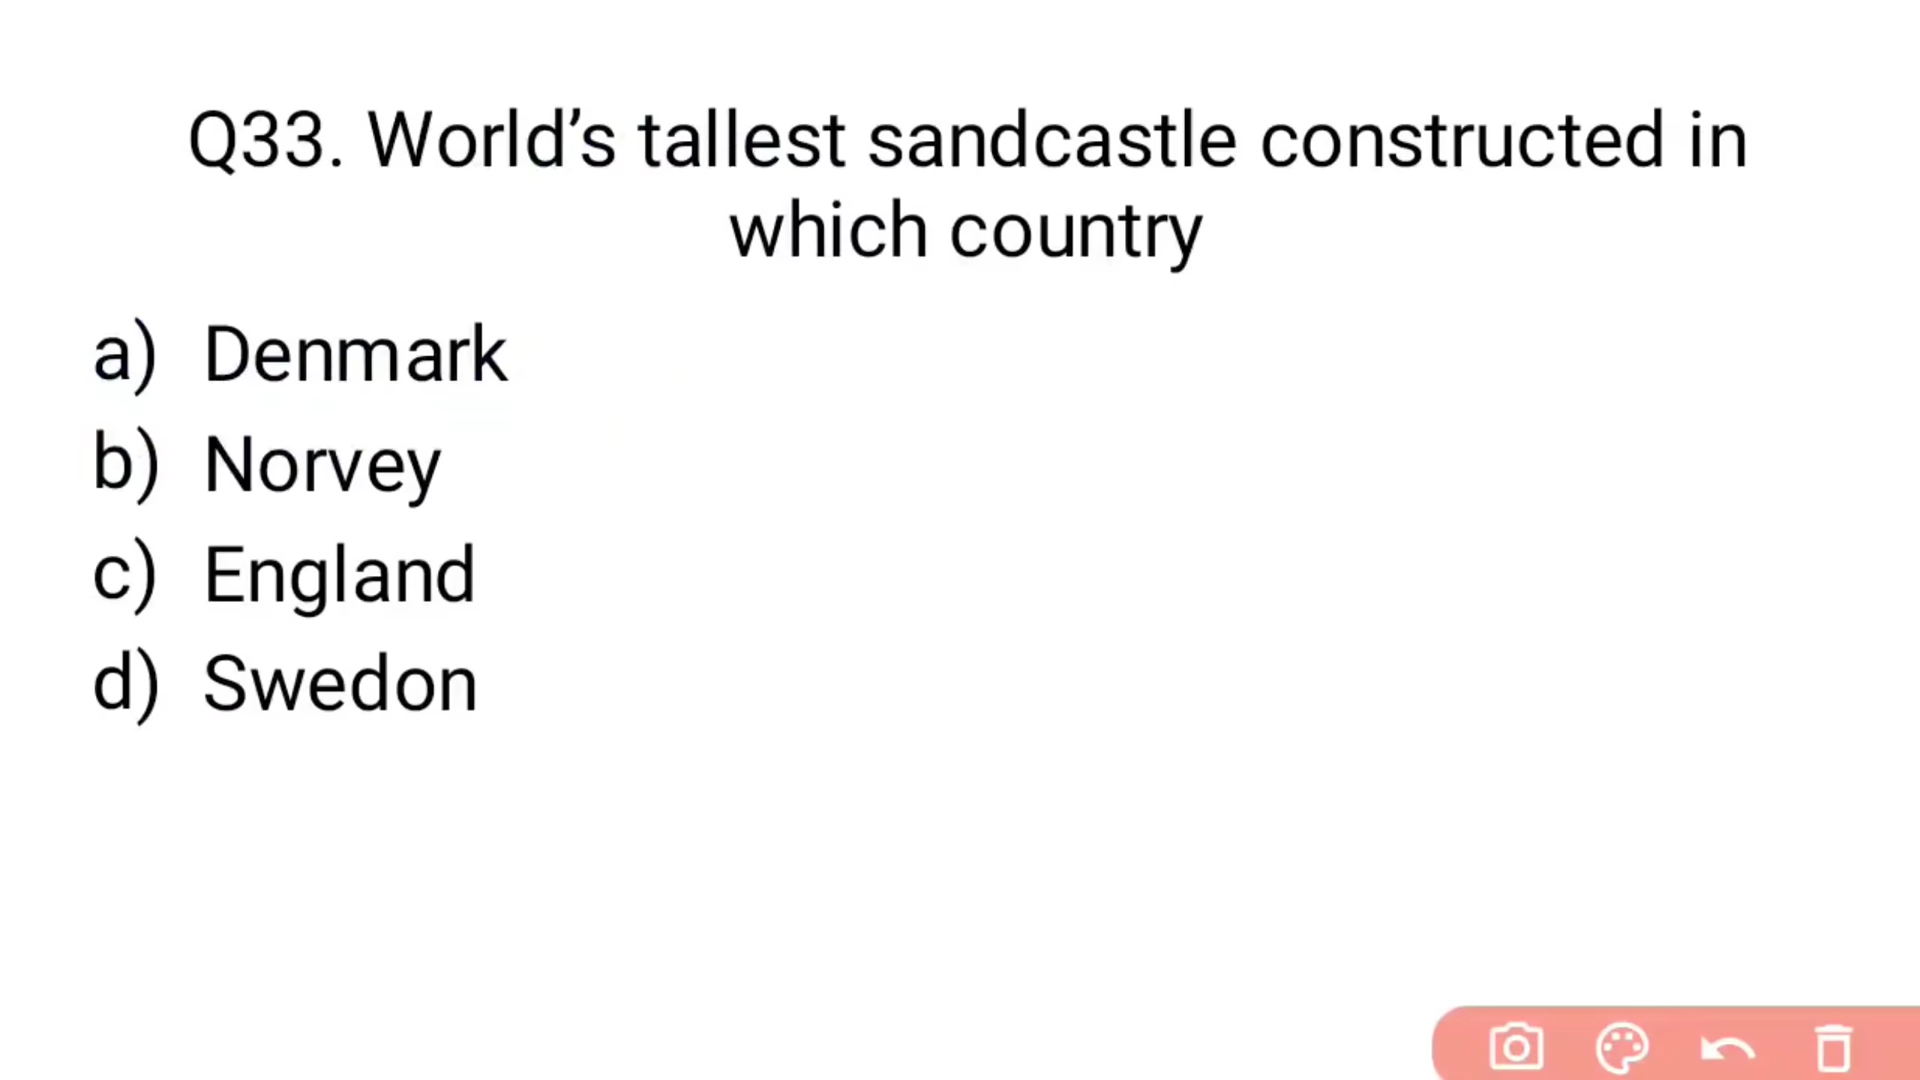 Q33. World’s tallest sandcastle constructed in
which country
a) Denmark
b) Norvey
c) England
d) Swedon